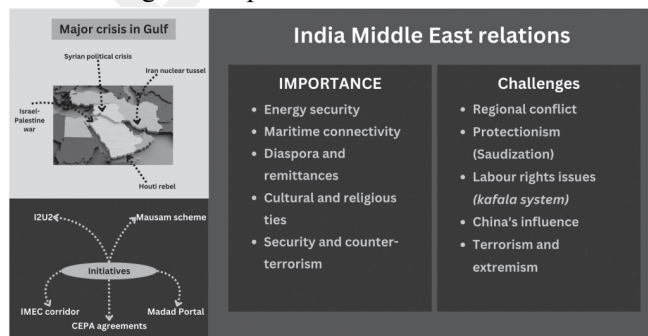 Major crisis in Gulf
Syrian political crisis
Iran nuclear tussel
Israel-
Palestine
war
Houti rebel
I2U2
Mausam scheme
Initiatives
IMEC corridor
Madad Portal
CEPA agreements
India Middle East relations
IMPORTANCE
• Energy security
• Maritime connectivity
• Diaspora and
remittances
• Cultural and religious
ties
• Security and counter-
terrorism
Challenges
• Regional conflict
• Protectionism
(Saudization)
• Labour rights issues
(kafala system)
• China's influence
• Terrorism and
extremism